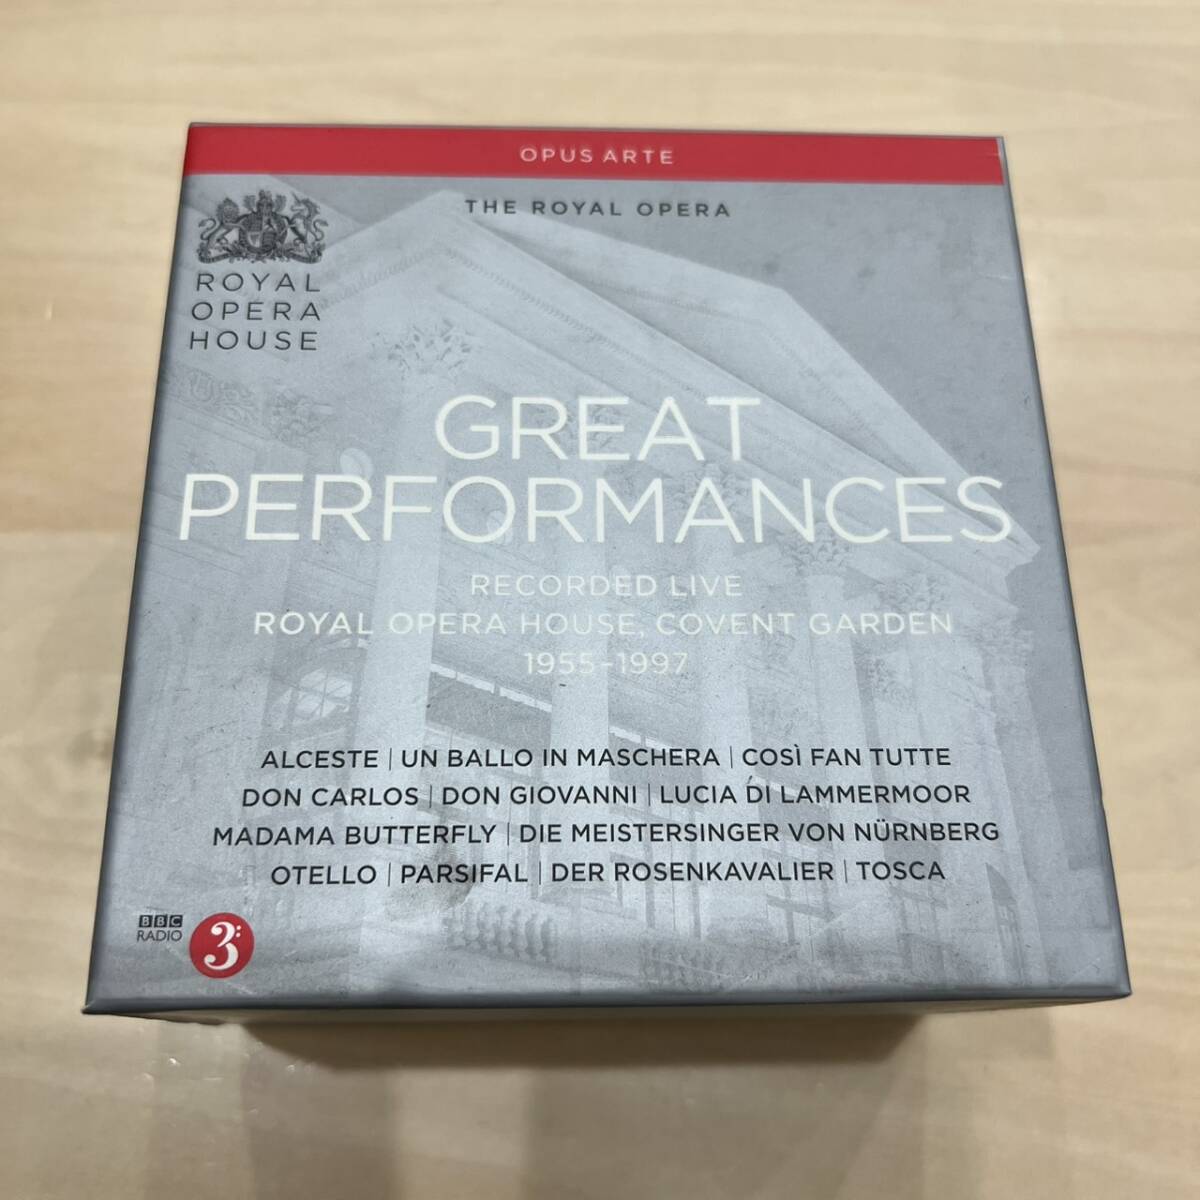 OPUS ARTE
THE ROYAL OPERA
ROYAL
OPERA
HOUSE
GREAT
PERFORMANCES
RECORDED LIVE
ROYAL OPERA HOUSE, COVENT GARDEN
1955-1997
ALCESTE | UN BALLO IN MASCHERA | COSÌ FAN TUTTE
DON CARLOS | DON GIOVANNI | LUCIA DI LAMMERMOOR
MADAMA BUTTERFLY | DIE MEISTERSINGER VON NÜRNBERG
OTELLO | PARSIFAL | DER ROSENKAVALIER | TOSCA
BBC
RADIO
3